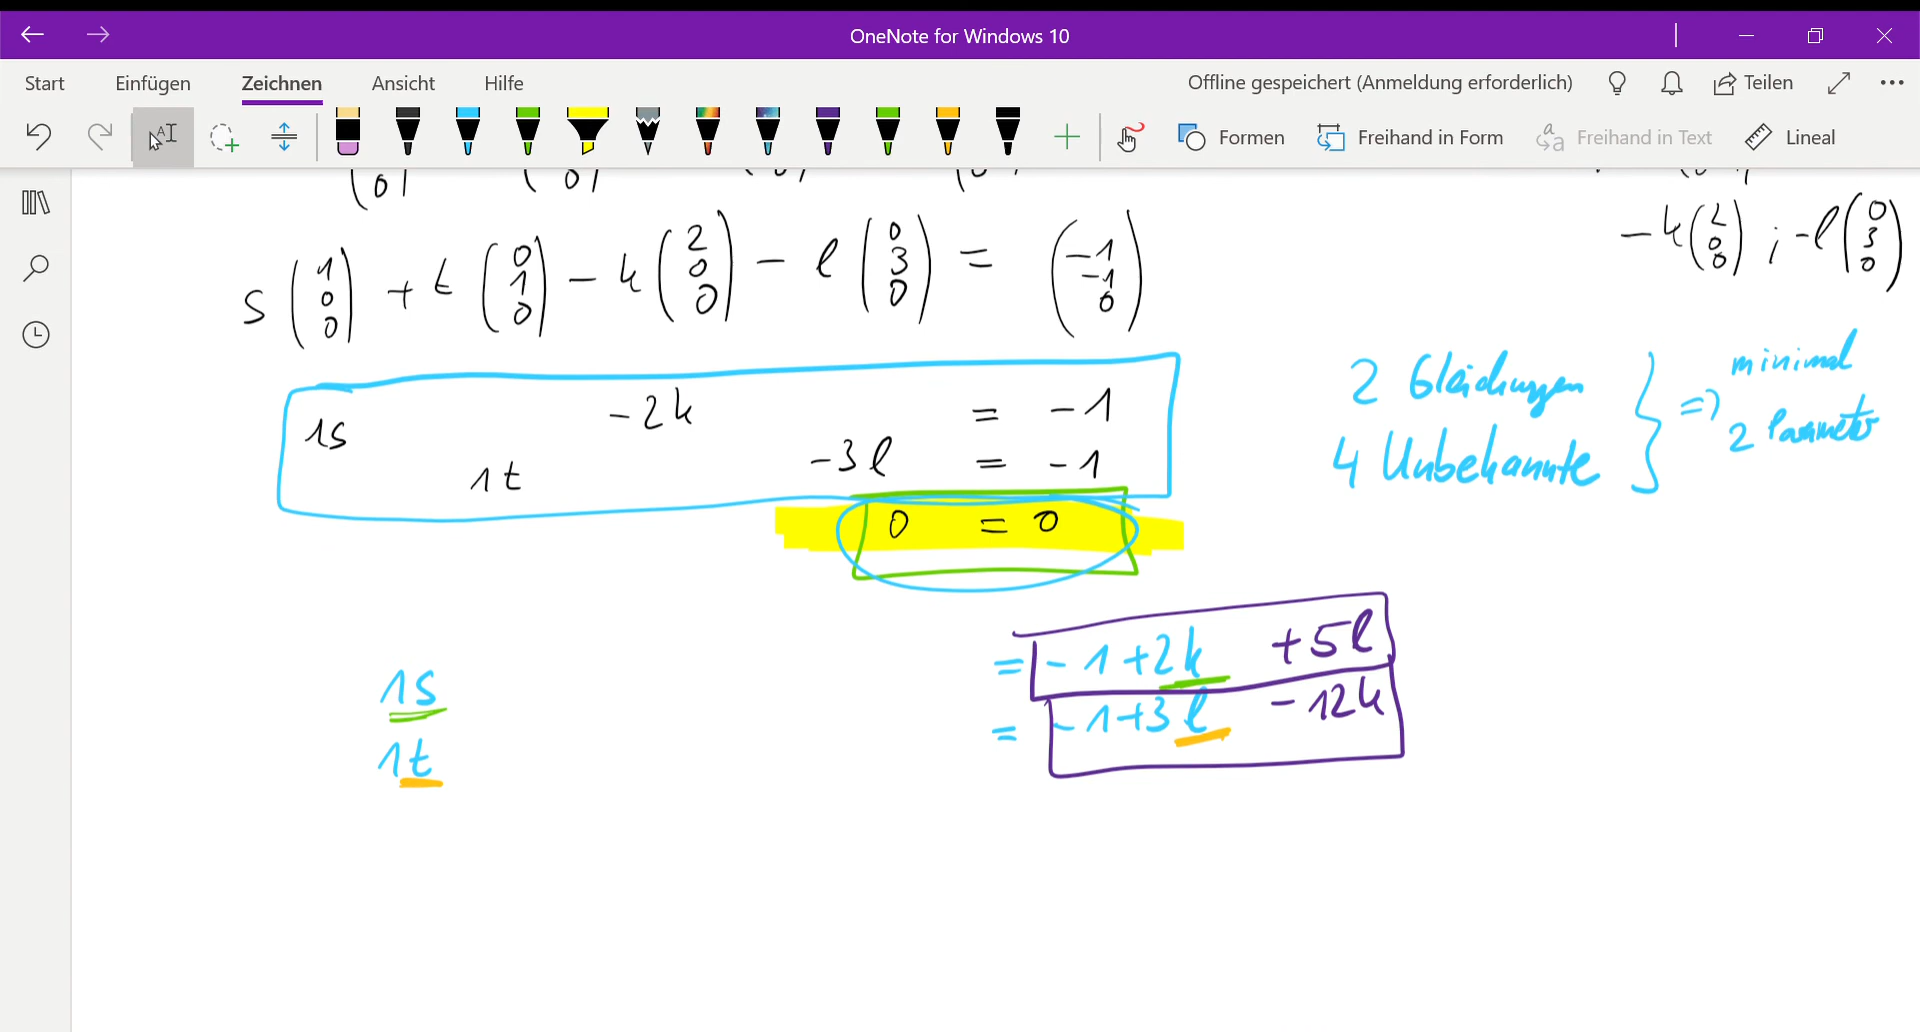 OneNote for Windows 10
Start Einfügen Zeichnen Ansicht Hilfe Offline gespeichert (Anmeldung erforderlich) Teilen
Formen Freihand in Form Freihand in Text Lineal
s (1 0 0) + t (0 1 0) - k (2 0 0) - l (0 3 0) = (-1 -1 0)
-k (2 0 0) ; -l (0 3 0)
1s -2k = -1
1t -3l = -1
0 = 0
2 Gleichungen
4 Unbekannte
=> minimal
2 Parameter
1s = -1+2k +5l
1t = -1+3l -12k